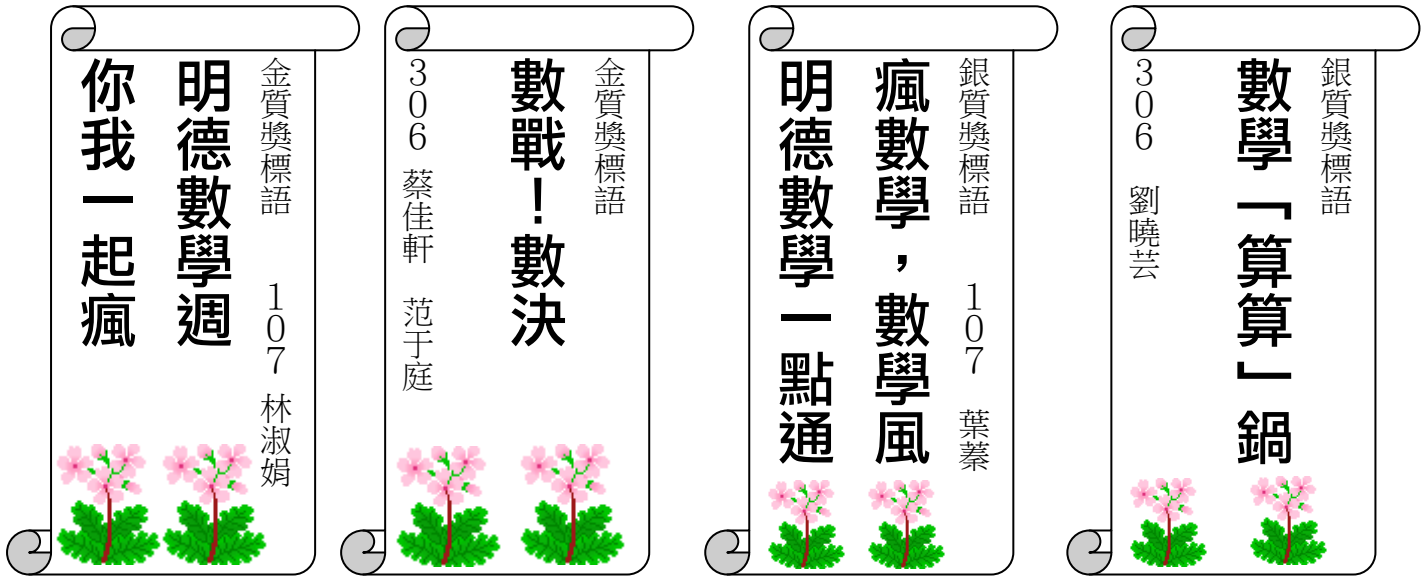 銀質獎標語
數學「算算」鍋
306 劉曉芸
銀質獎標語 107 葉蓁
瘋數學，數學風
明德數學一點通
金質獎標語
數戰！數決
306 蔡佳軒 范于庭
金質獎標語 107 林淑娟
明德數學週
你我一起瘋